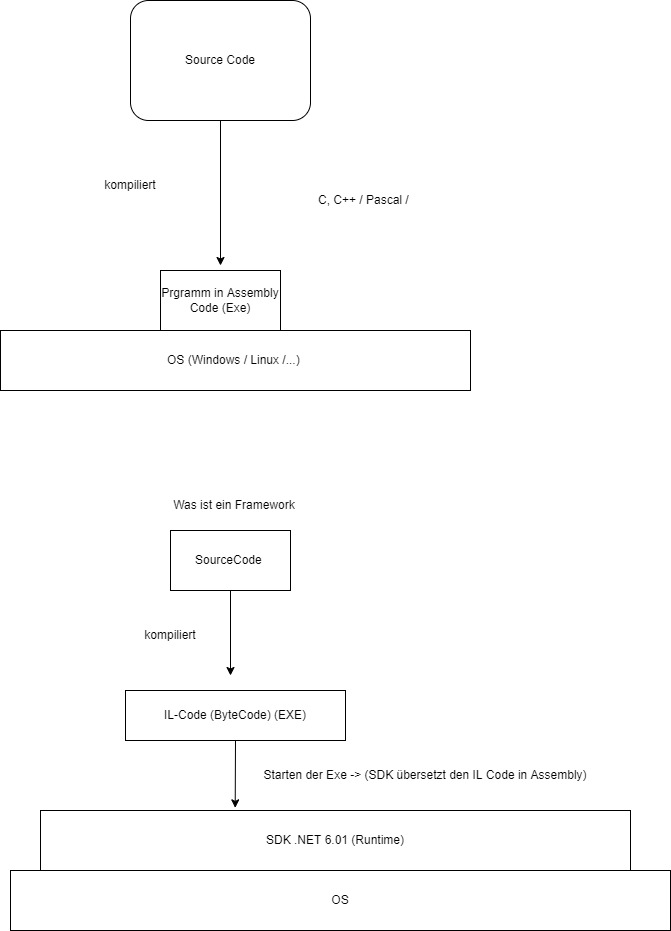 Source Code
kompiliert
C, C++ / Pascal /
Prgramm in Assembly
Code (Exe)
OS (Windows / Linux /...)
Was ist ein Framework
SourceCode
kompiliert
IL-Code (ByteCode) (EXE)
Starten der Exe -> (SDK übersetzt den IL Code in Assembly)
SDK .NET 6.01 (Runtime)
OS